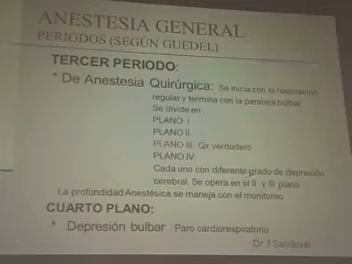 ANESTESIA GENERAL
PERIODOS (SEGÚN GUEDEL)
TERCER PERIODO:
* De Anestesia Quirúrgica: Se inicia con la respiración
regular y termina con la paralisis bulbar
Se divide en
PLANO I
PLANO II
PLANO III: Qx verdadero
PLANO IV
Cada uno con diferente grado de depresión
cerebral. Se opera en el II y III plano
La profundidad Anestésica se maneja con el monitoreo
CUARTO PLANO:
* Depresión bulbar : Paro cardiorespiratorio
Dr. I Sandoval